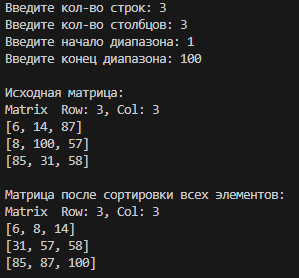 Введите кол-во строк: 3
Введите кол-во столбцов: 3
Введите начало диапазона: 1
Введите конец диапазона: 100
Исходная матрица:
Matrix  Row: 3, Col: 3
[6, 14, 87]
[8, 100, 57]
[85, 31, 58]
Матрица после сортировки всех элементов:
Matrix  Row: 3, Col: 3
[6, 8, 14]
[31, 57, 58]
[85, 87, 100]